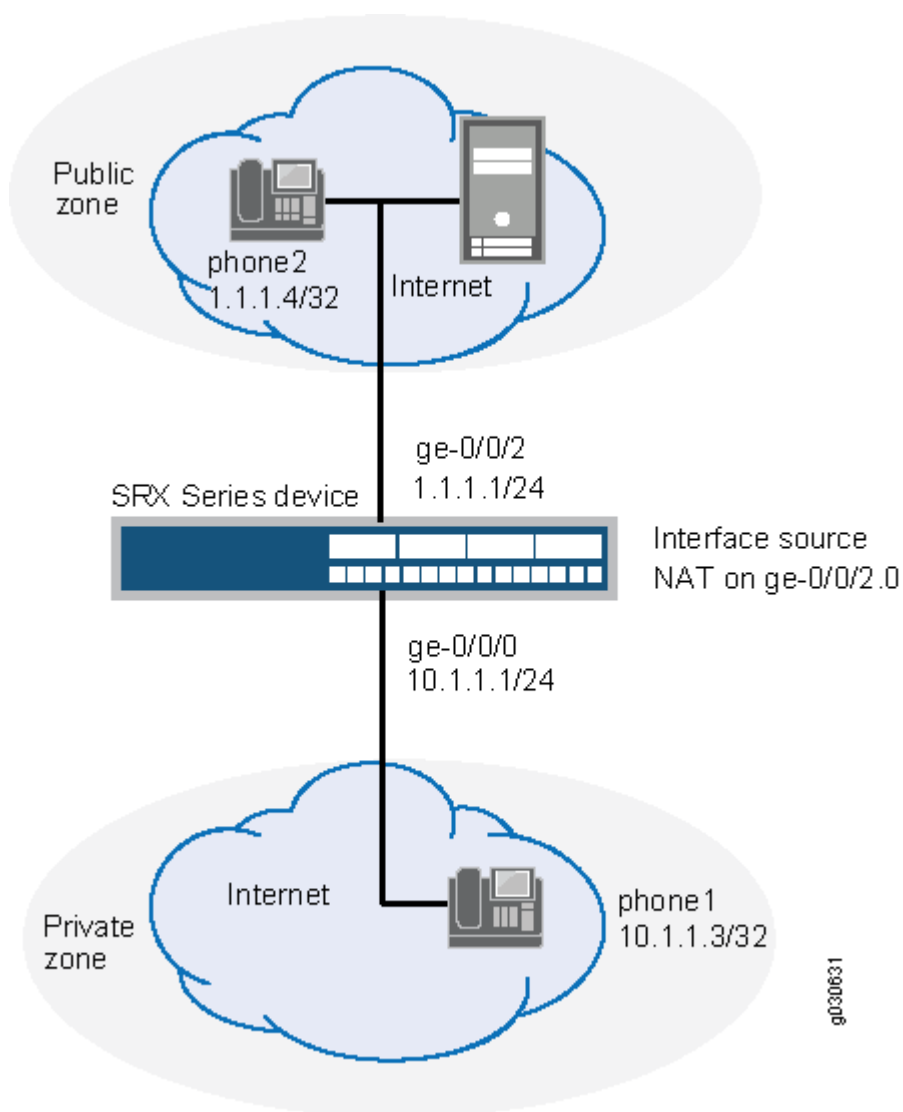 Public
zone
phone2
1.1.1.4/32
Internet
ge-0/0/2
1.1.1.1/24
SRX Series device
Interface source
NAT on ge-0/0/2.0
ge-0/0/0
10.1.1.1/24
Internet
phone1
10.1.1.3/32
Private
zone
g030631